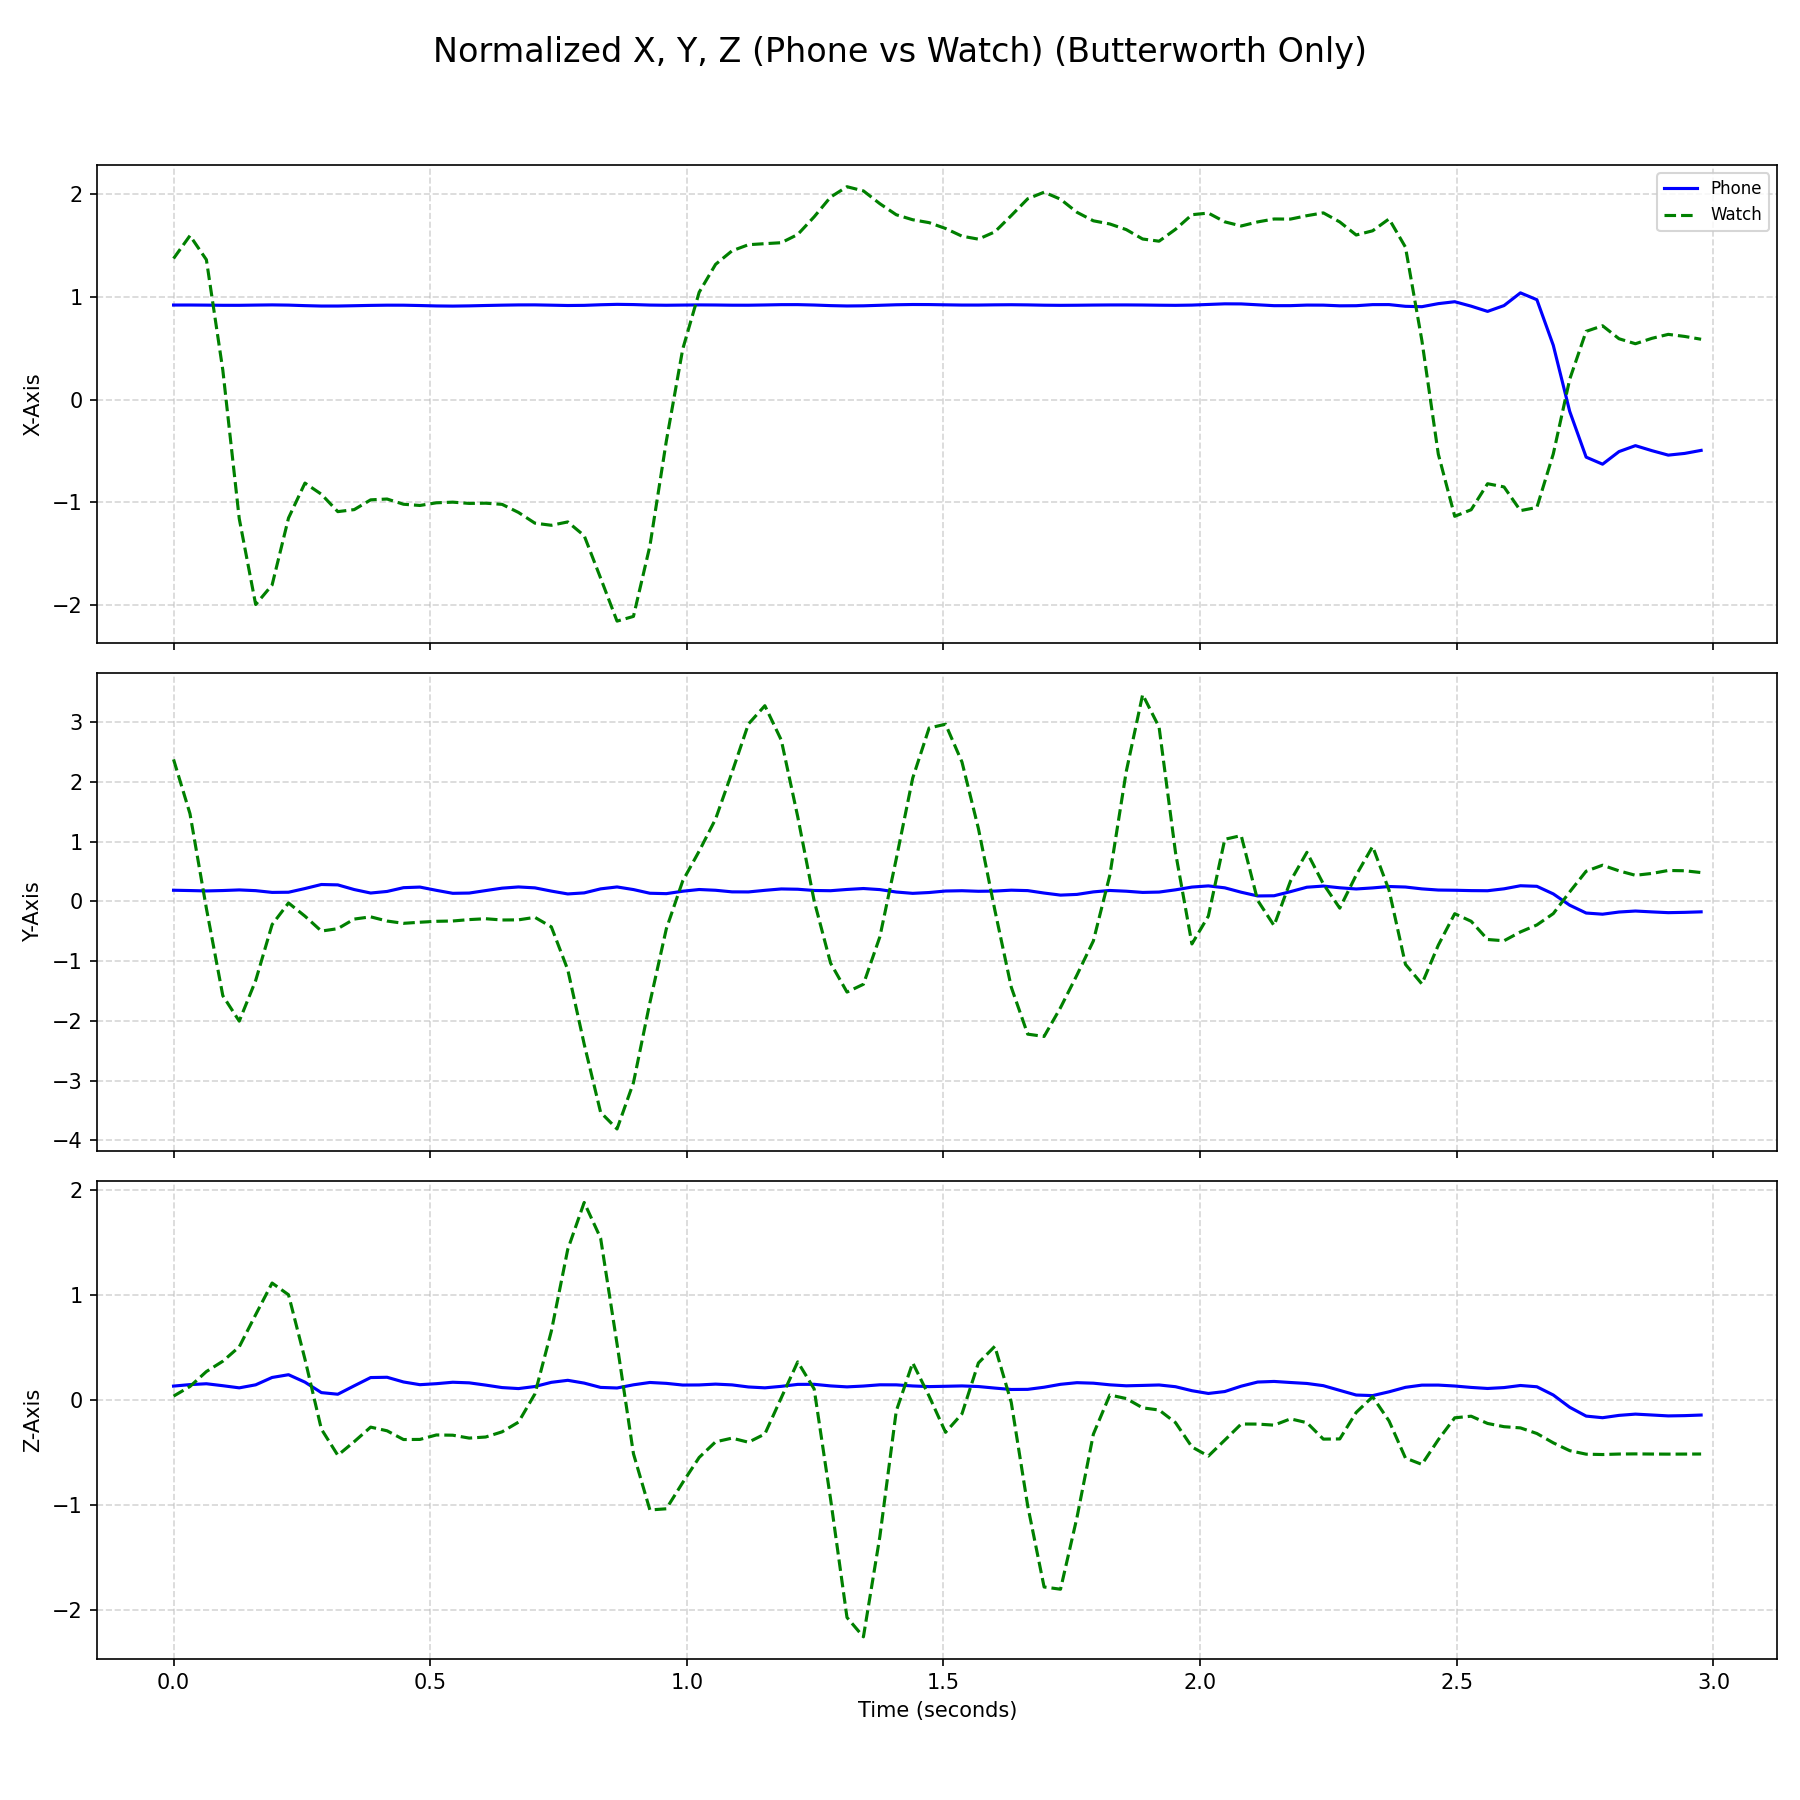 Normalized X, Y, Z (Phone vs Watch) (Butterworth Only)
Phone
Watch
2
1
0
−1
−2
X-Axis
3
2
1
0
−1
−2
−3
−4
Y-Axis
2
1
0
−1
−2
Z-Axis
0.0 0.5 1.0 1.5 2.0 2.5 3.0
Time (seconds)